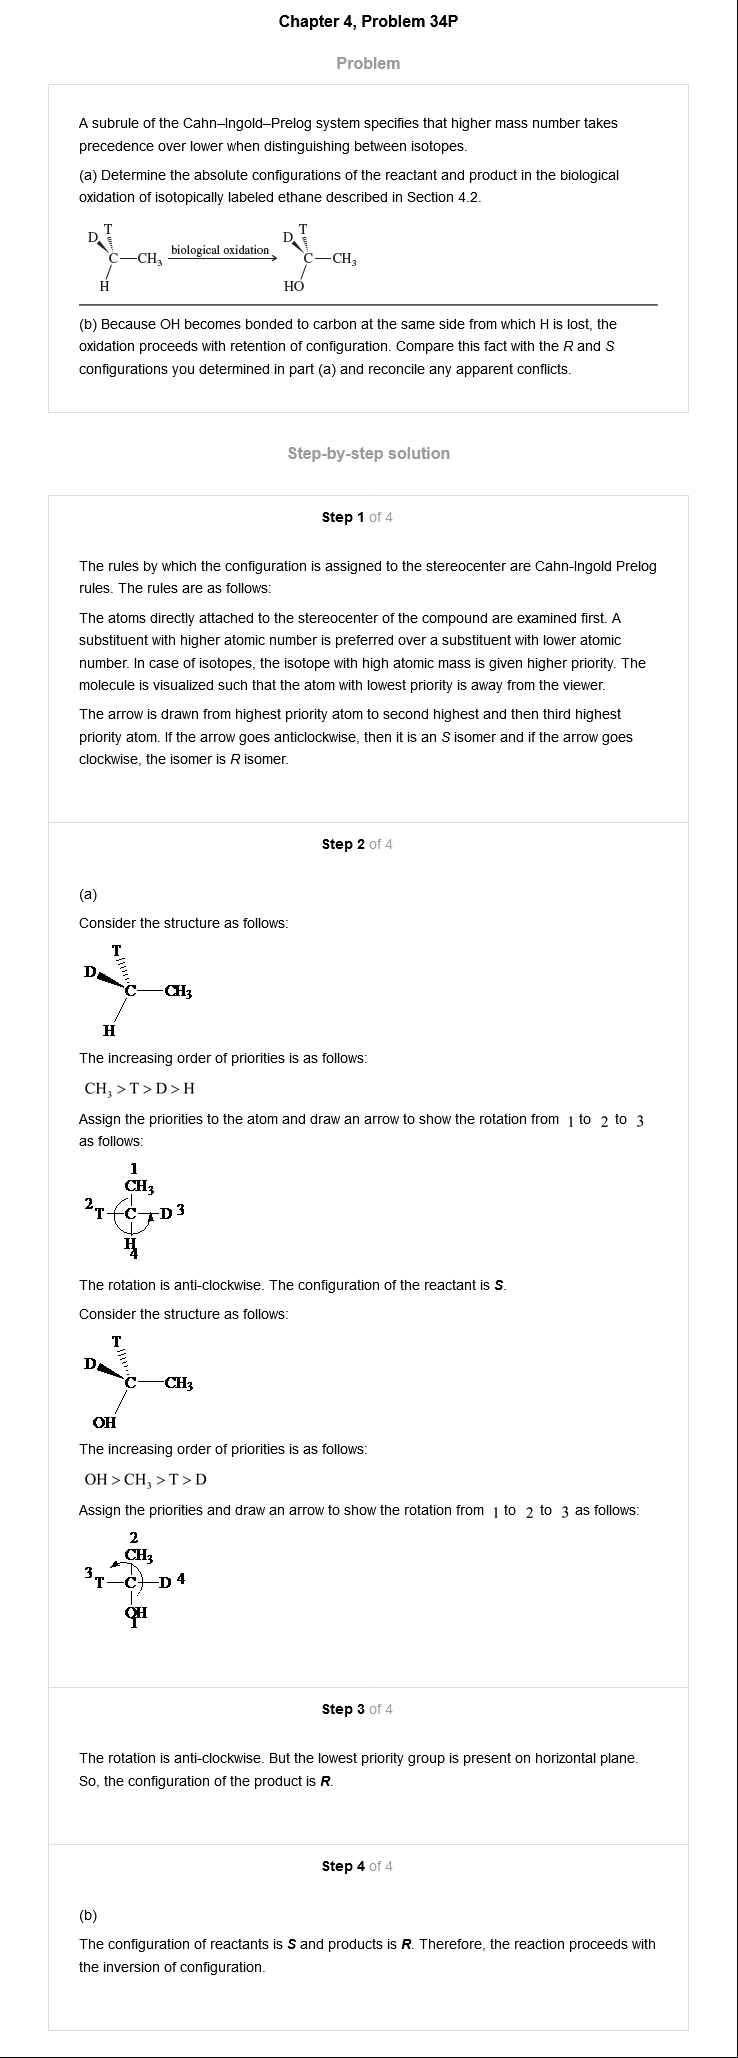 Chapter 4, Problem 34P
Problem
A subrule of the Cahn–Ingold–Prelog system specifies that higher mass number takes
precedence over lower when distinguishing between isotopes.
(a) Determine the absolute configurations of the reactant and product in the biological
oxidation of isotopically labeled ethane described in Section 4.2.
D T
C—CH₃ biological oxidation C—CH₃
H
D T
HO
(b) Because OH becomes bonded to carbon at the same side from which H is lost, the
oxidation proceeds with retention of configuration. Compare this fact with the R and S
configurations you determined in part (a) and reconcile any apparent conflicts.
Step-by-step solution
Step 1 of 4
The rules by which the configuration is assigned to the stereocenter are Cahn-Ingold Prelog
rules. The rules are as follows:
The atoms directly attached to the stereocenter of the compound are examined first. A
substituent with higher atomic number is preferred over a substituent with lower atomic
number. In case of isotopes, the isotope with high atomic mass is given higher priority. The
molecule is visualized such that the atom with lowest priority is away from the viewer.
The arrow is drawn from highest priority atom to second highest and then third highest
priority atom. If the arrow goes anticlockwise, then it is an S isomer and if the arrow goes
clockwise, the isomer is R isomer.
Step 2 of 4
(a)
Consider the structure as follows:
T
D
C—CH₃
H
The increasing order of priorities is as follows:
CH₃ > T > D > H
Assign the priorities to the atom and draw an arrow to show the rotation from 1 to 2 to 3
as follows:
1
CH₃
2 T—C—D 3
H
4
The rotation is anti-clockwise. The configuration of the reactant is S.
Consider the structure as follows:
T
D
C—CH₃
OH
The increasing order of priorities is as follows:
OH > CH₃ > T > D
Assign the priorities and draw an arrow to show the rotation from 1 to 2 to 3 as follows:
2
CH₃
3 T—C—D 4
OH
1
Step 3 of 4
The rotation is anti-clockwise. But the lowest priority group is present on horizontal plane.
So, the configuration of the product is R.
Step 4 of 4
(b)
The configuration of reactants is S and products is R. Therefore, the reaction proceeds with
the inversion of configuration.